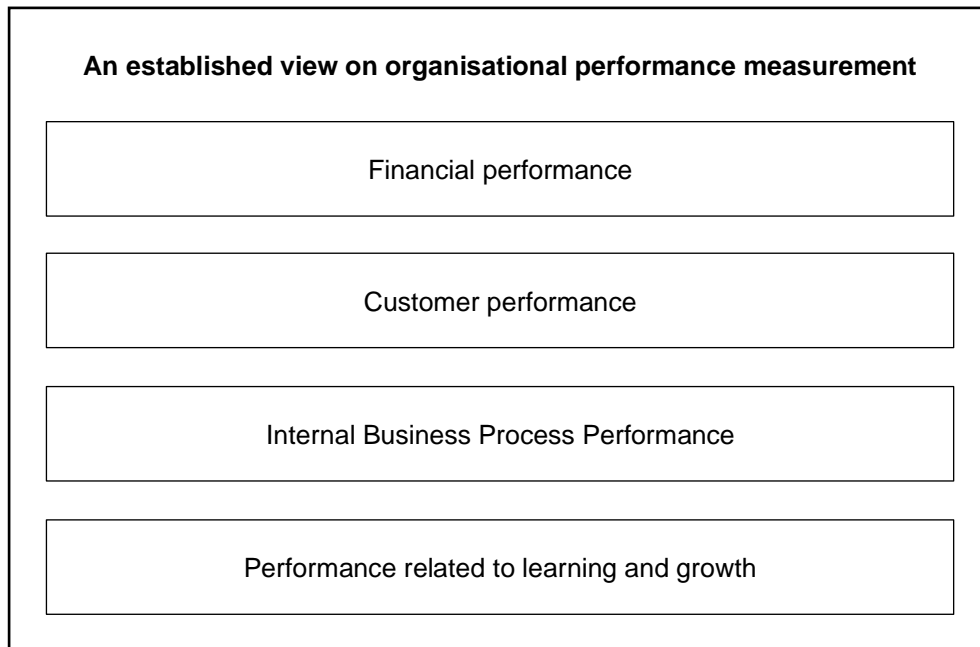 An established view on organisational performance measurement
Financial performance
Customer performance
Internal Business Process Performance
Performance related to learning and growth